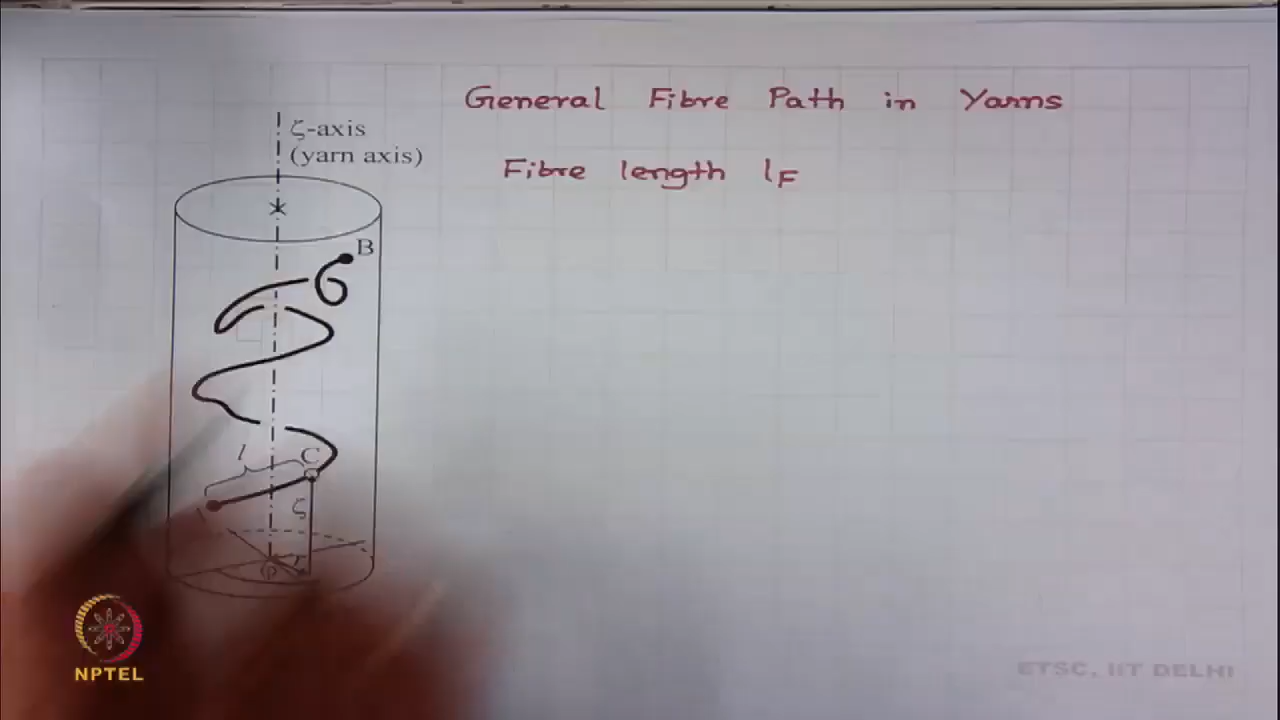 General Fibre Path in Yarns
ζ-axis
(yarn axis)
Fibre length lF
B
l
C
ζ
r
φ
NPTEL
ETSC, IIT DELHI